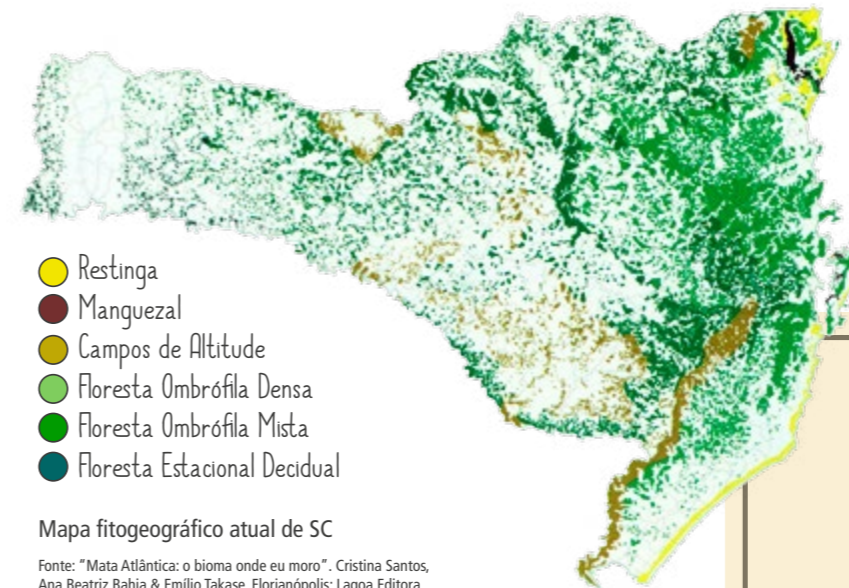 Restinga
Manguezal
Campos de Altitude
Floresta Ombrófila Densa
Floresta Ombrófila Mista
Floresta Estacional Decidual
Mapa fitogeográfico atual de SC
Fonte: "Mata Atlântica: o bioma onde eu moro". Cristina Santos,
Ana Beatriz Bahia & Emílio Takase. Florianópolis: Lagoa Editora